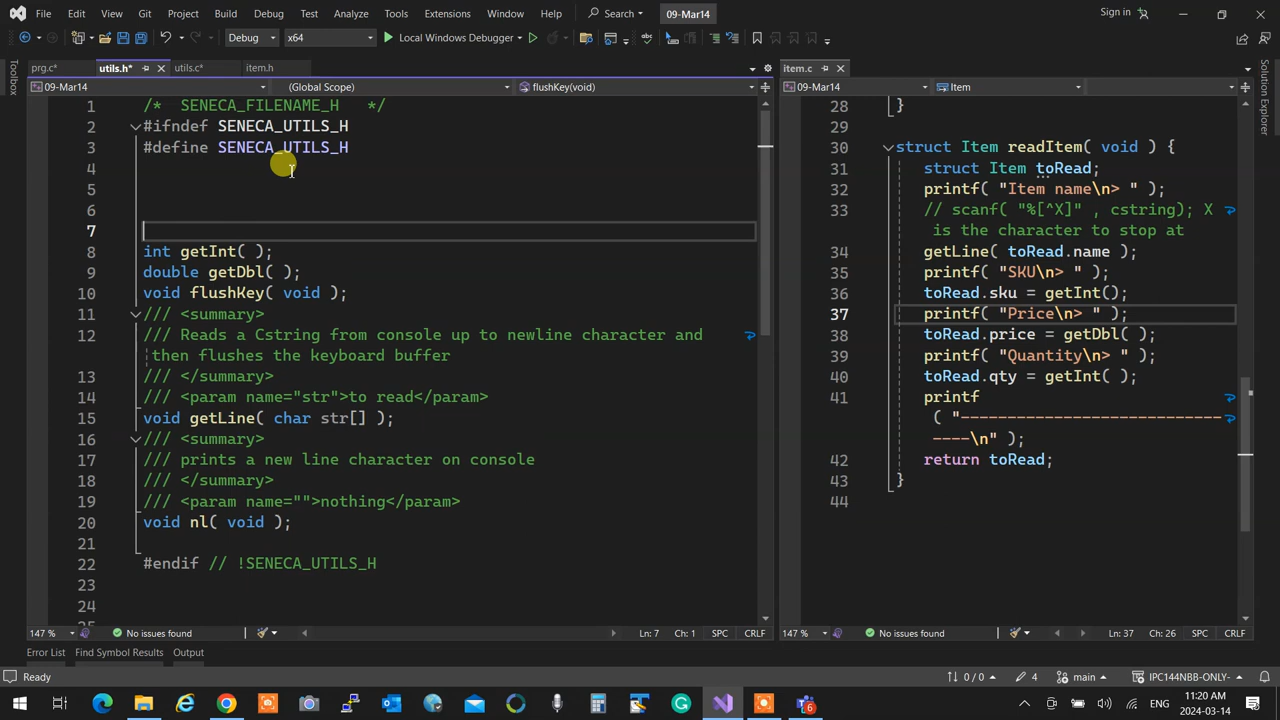 File Edit View Git Project Build Debug Test Analyze Tools Extensions Window Help Search 09-Mar14 Sign in
Debug x64 Local Windows Debugger
prg.c* utils.h* utils.c* item.h item.c
09-Mar14 (Global Scope) flushKey(void) 09-Mar14 Item
Toolbox
1 /* SENECA_FILENAME_H */
2 #ifndef SENECA_UTILS_H
3 #define SENECA_UTILS_H
4
5
6
7
8 int getInt( );
9 double getDbl( );
10 void flushKey( void );
11 /// <summary>
12 /// Reads a Cstring from console up to newline character and
then flushes the keyboard buffer
13 /// </summary>
14 /// <param name="str">to read</param>
15 void getLine( char str[] );
16 /// <summary>
17 /// prints a new line character on console
18 /// </summary>
19 /// <param name="">nothing</param>
20 void nl( void );
21
22 #endif // !SENECA_UTILS_H
23
24
28 }
29
30 struct Item readItem( void ) {
31 struct Item toRead;
32 printf( "Item name\n> " );
33 // scanf( "%[^X]" , cstring); X
is the character to stop at
34 getLine( toRead.name );
35 printf( "SKU\n> " );
36 toRead.sku = getInt();
37 printf( "Price\n> " );
38 toRead.price = getDbl( );
39 printf( "Quantity\n> " );
40 toRead.qty = getInt( );
41 printf
( "----------------------------
----\n" );
42 return toRead;
43 }
44
Solution Explorer
147 % No issues found Ln: 7 Ch: 1 SPC CRLF
147 % No issues found Ln: 37 Ch: 26 SPC CRLF
Error List Find Symbol Results Output
Ready 0 / 0 4 main IPC144NBB-ONLY-
6 ENG 11:20 AM
2024-03-14